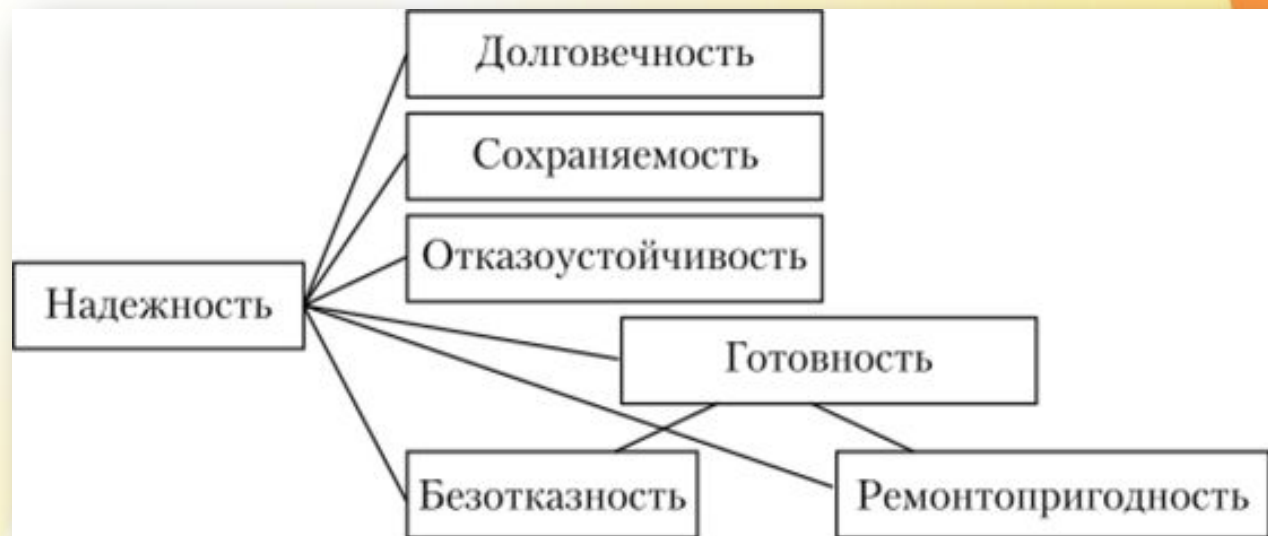 Долговечность
Сохраняемость
Отказоустойчивость
Надежность
Готовность
Безотказность
Ремонтопригодность